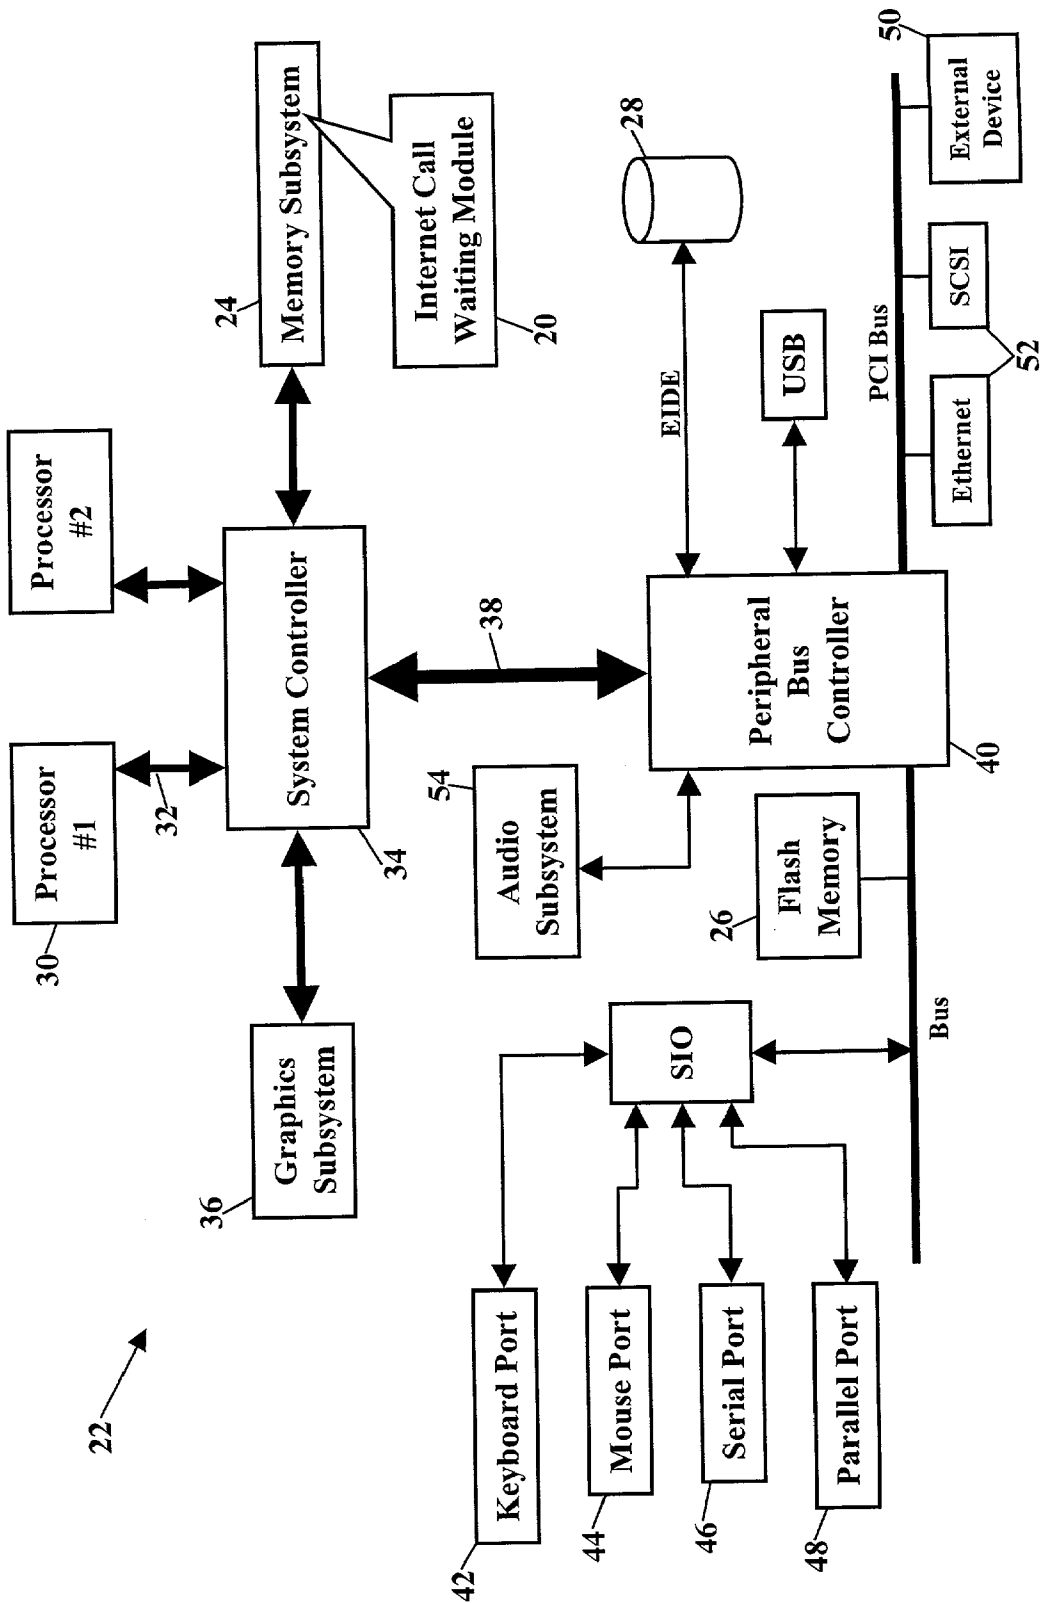 22
30
Processor
#1
32
Processor
#2
36
Graphics
Subsystem
34
System Controller
24
Memory Subsystem
Internet Call
Waiting Module
20
38
28
EIDE
54
Audio
Subsystem
USB
Peripheral
Bus
Controller
40
42
Keyboard Port
44
Mouse Port
46
Serial Port
48
Parallel Port
SIO
26
Flash
Memory
Bus
PCI Bus
Ethernet
SCSI
52
50
External
Device